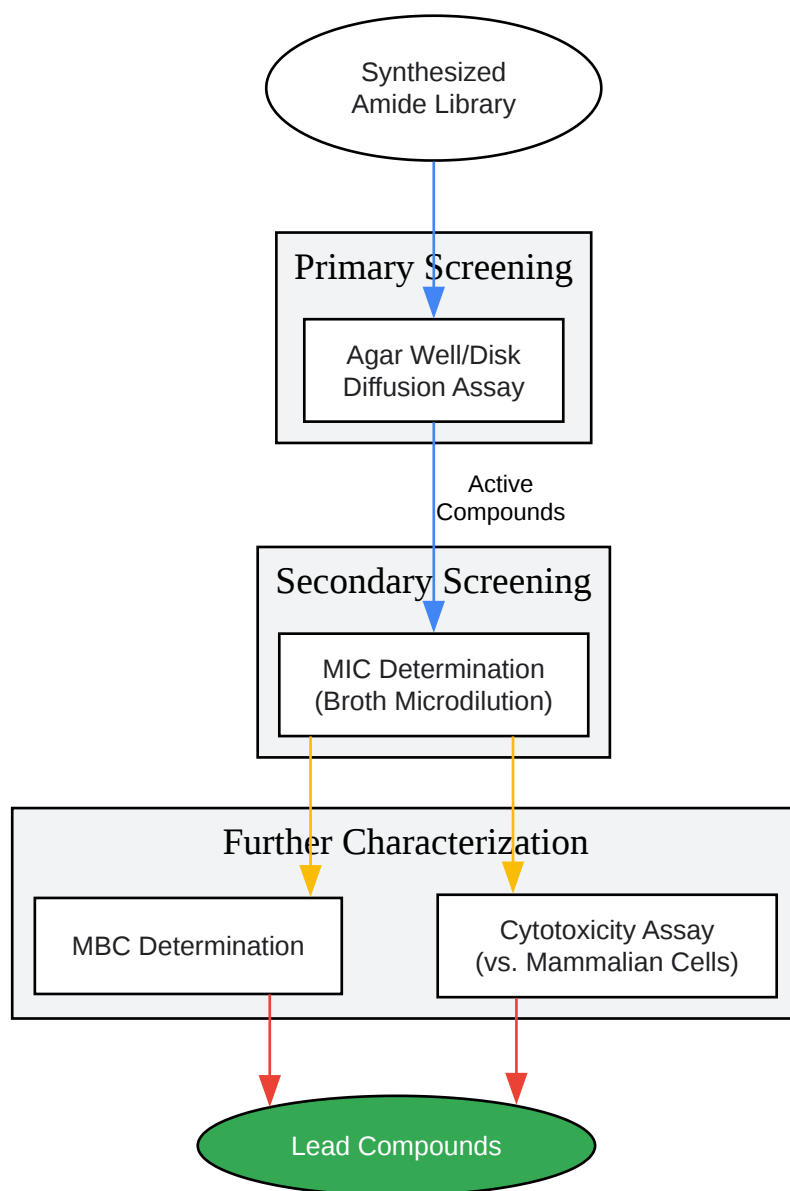 Synthesized
Amide Library
Primary Screening
Agar Well/Disk
Diffusion Assay
Active
Compounds
Secondary Screening
MIC Determination
(Broth Microdilution)
Further Characterization
MBC Determination
Cytotoxicity Assay
(vs. Mammalian Cells)
Lead Compounds